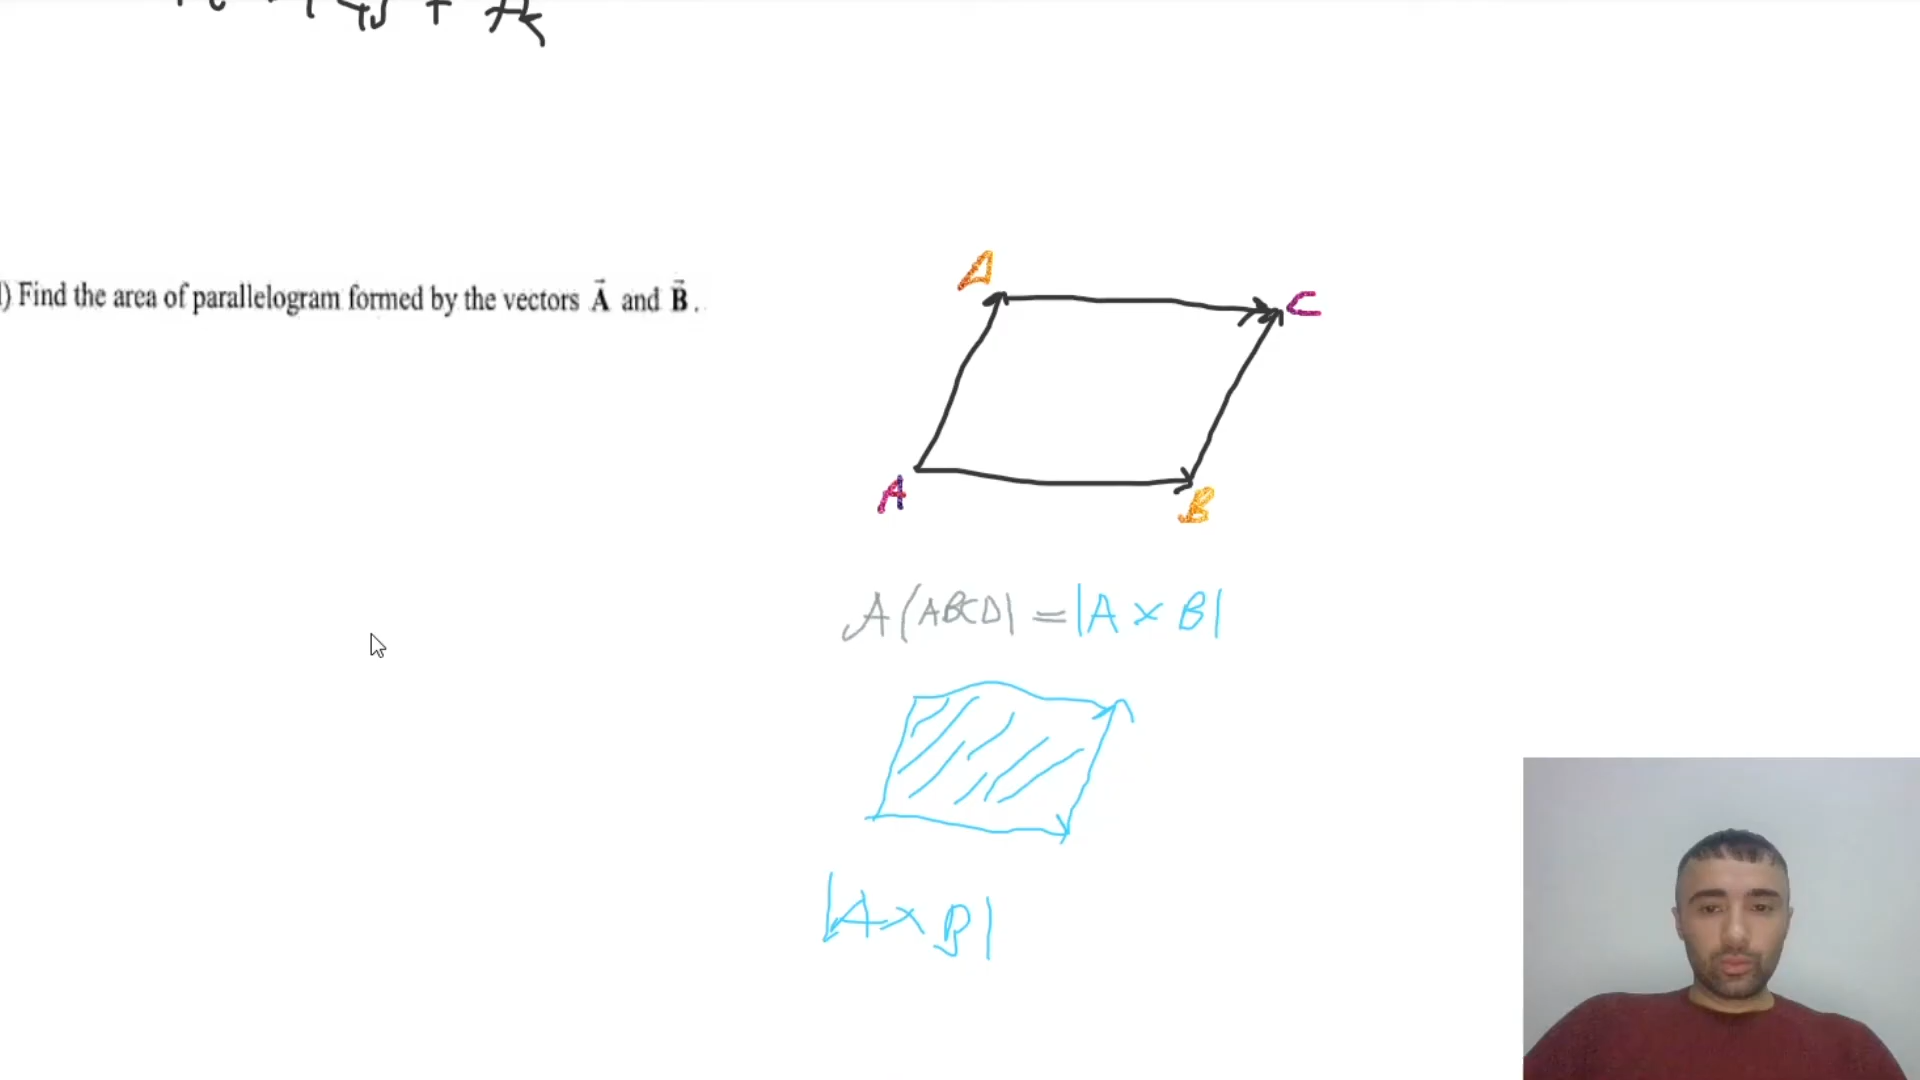 ) Find the area of parallelogram formed by the vectors A⃗ and B⃗ .
D
C
A
B
A(ABCD) = |A × B|
|A × B|